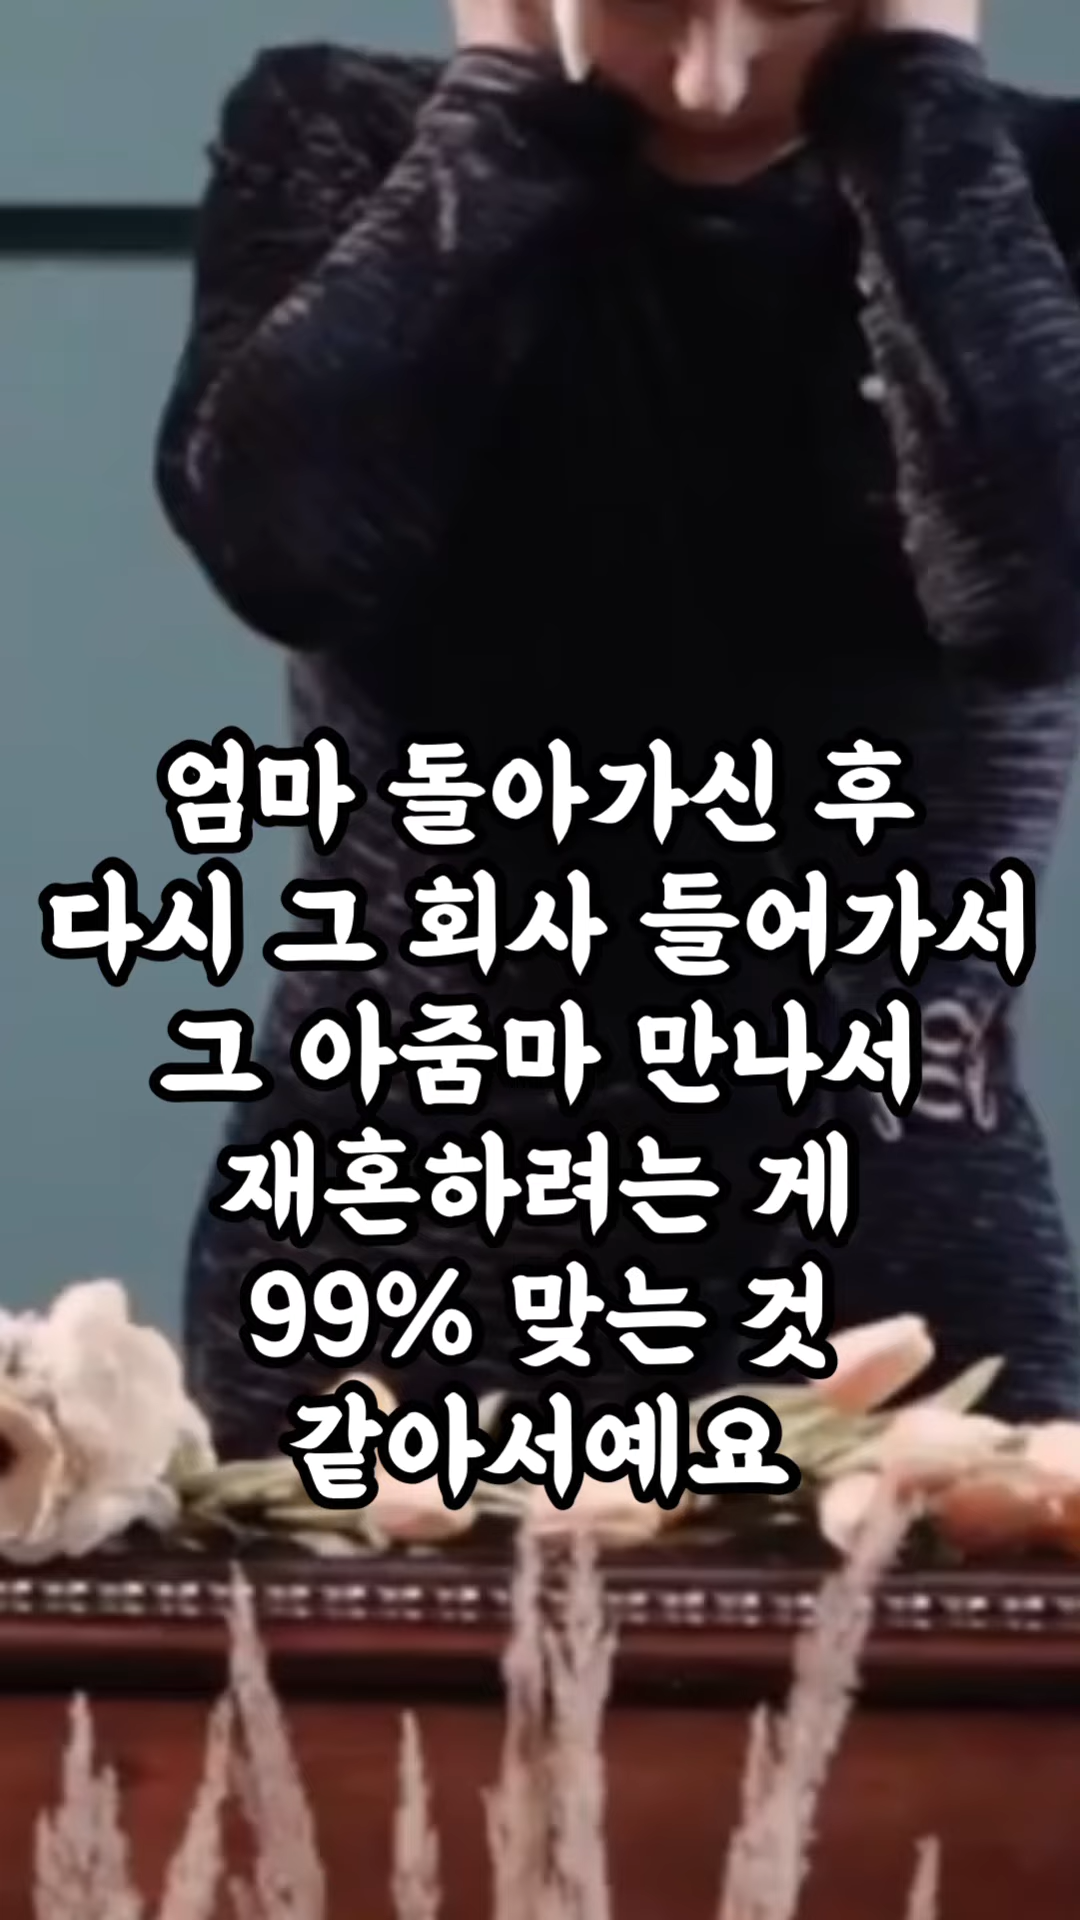 엄마 돌아가신 후
다시 그 회사 들어가서
그 아줌마 만나서
재혼하려는 게
99% 맞는 것
같아서예요